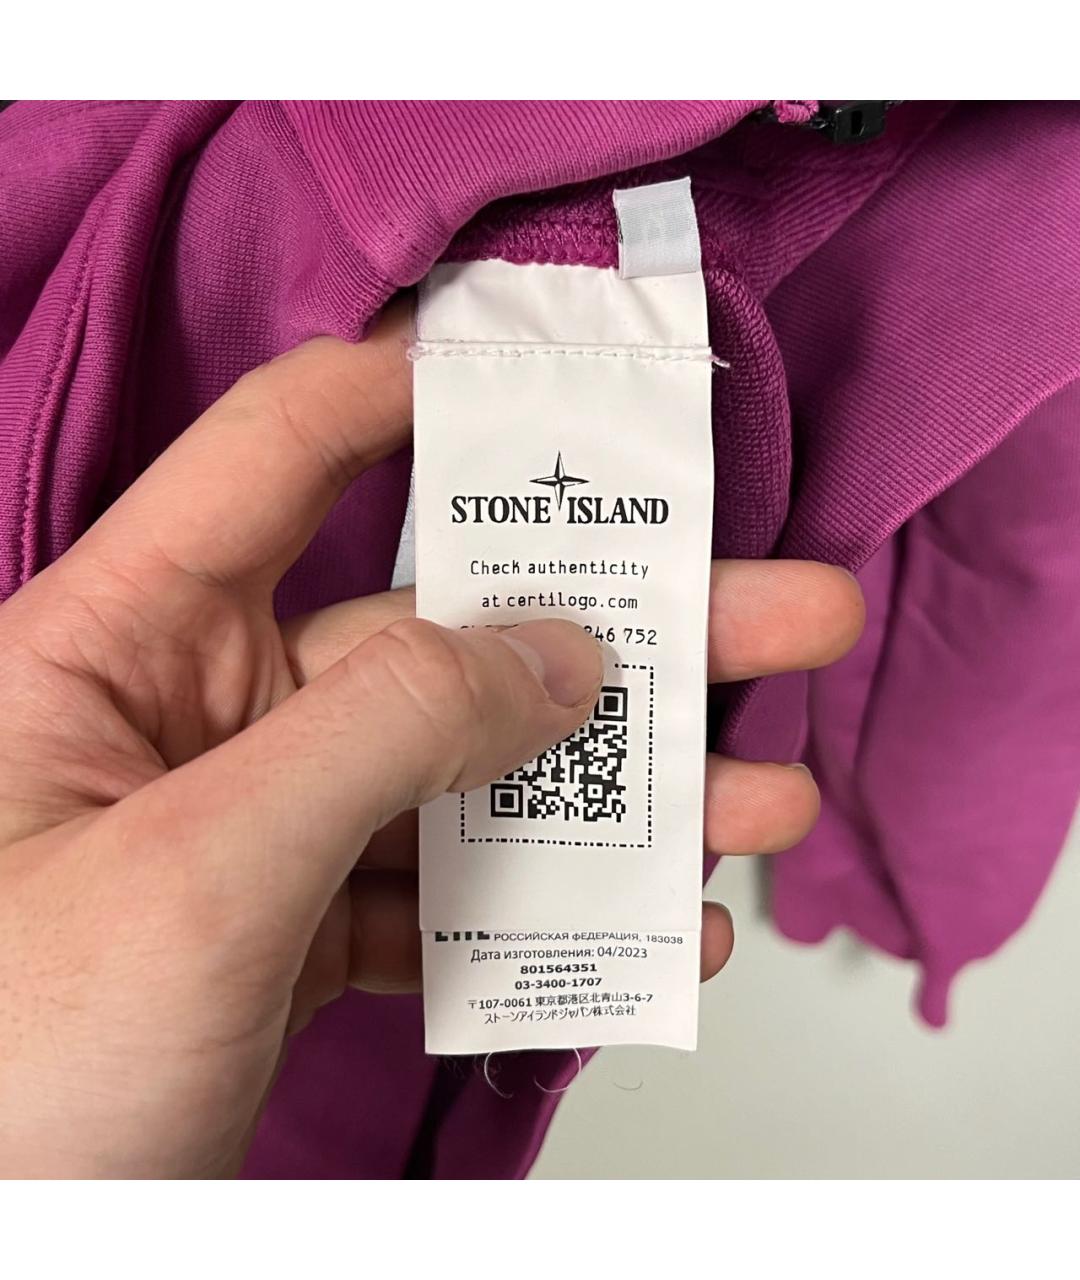 STONE ISLAND
Check authenticity
at certilogo.com
846 752
РОССИЙСКАЯ ФЕДЕРАЦИЯ, 183038
Дата изготовления: 04/2023
801564351
03-3400-1707
〒107-0061 東京都港区北青山3-6-7
ストーンアイランドジャパン株式会社